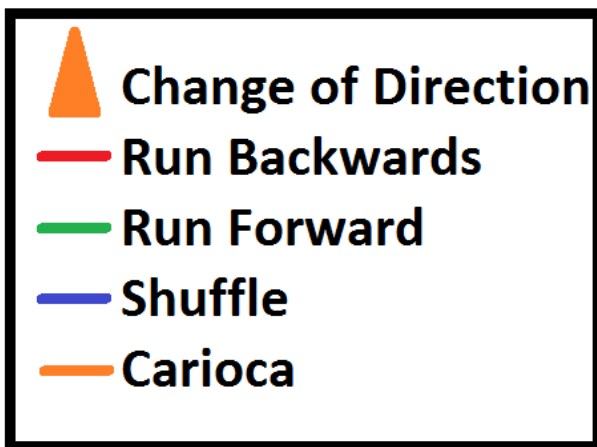 Change of Direction
Run Backwards
Run Forward
Shuffle
Carioca